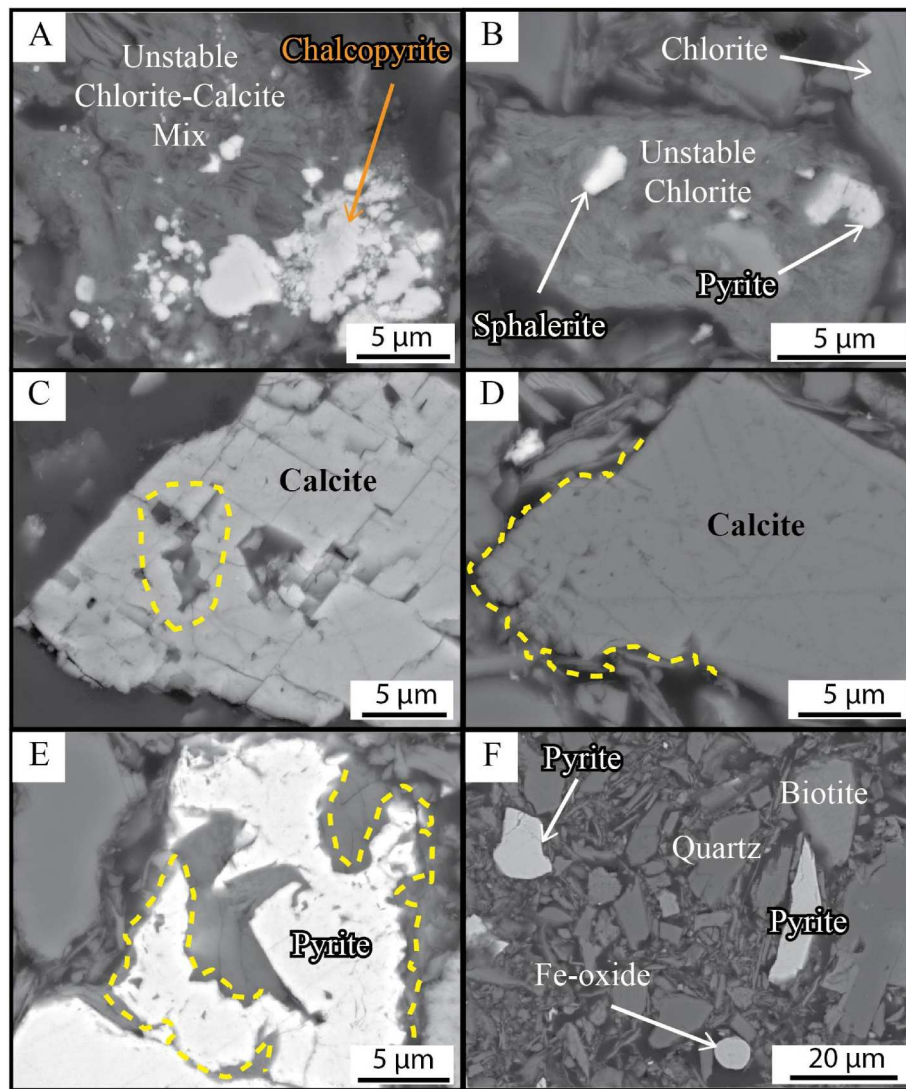 A
Unstable
Chlorite-Calcite
Mix
Chalcopyrite
5 µm
B
Chlorite
Unstable
Chlorite
Sphalerite
Pyrite
5 µm
C
Calcite
5 µm
D
Calcite
5 µm
E
Pyrite
5 µm
F
Pyrite
Biotite
Quartz
Pyrite
Fe-oxide
20 µm